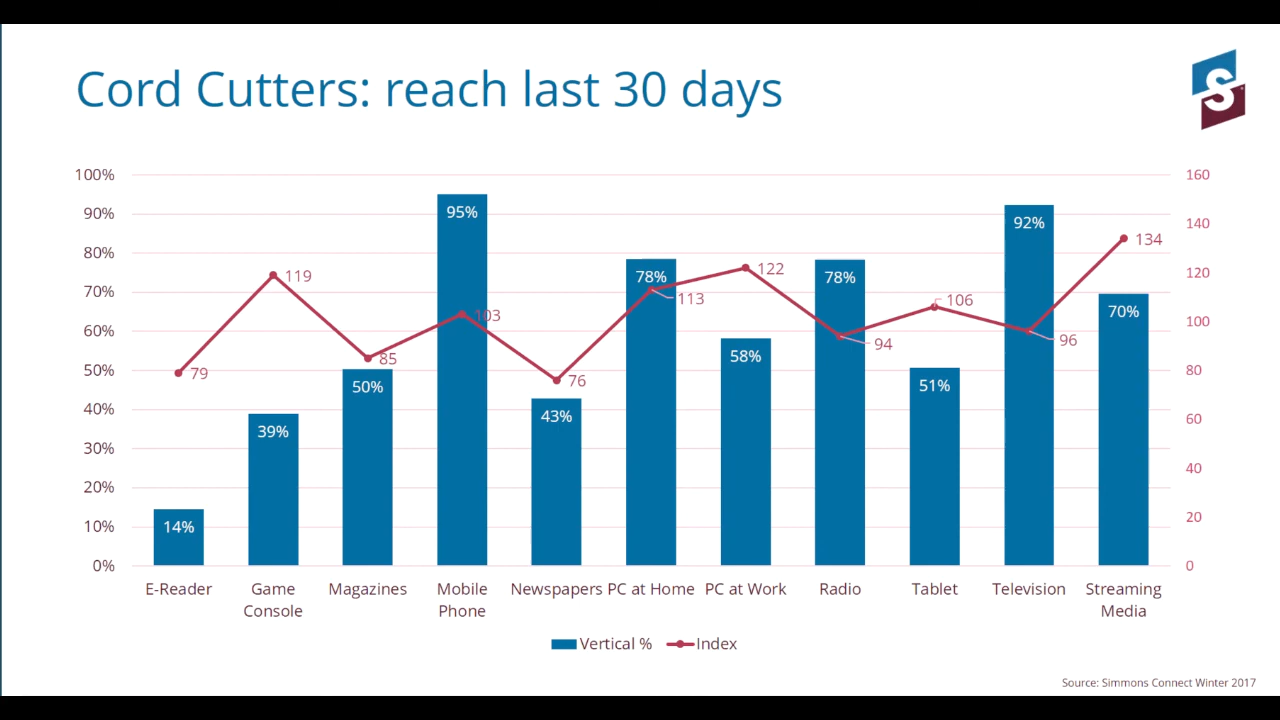 Cord Cutters: reach last 30 days
S
100%
90%
80%
70%
60%
50%
40%
30%
20%
10%
0%
160
140
120
100
80
60
40
20
0
14%
39%
50%
95%
43%
78%
58%
78%
51%
92%
70%
79
119
85
103
76
113
122
94
106
96
134
E-Reader
Game
Console
Magazines
Mobile
Phone
Newspapers
PC at Home
PC at Work
Radio
Tablet
Television
Streaming
Media
Vertical %
Index
Source: Simmons Connect Winter 2017